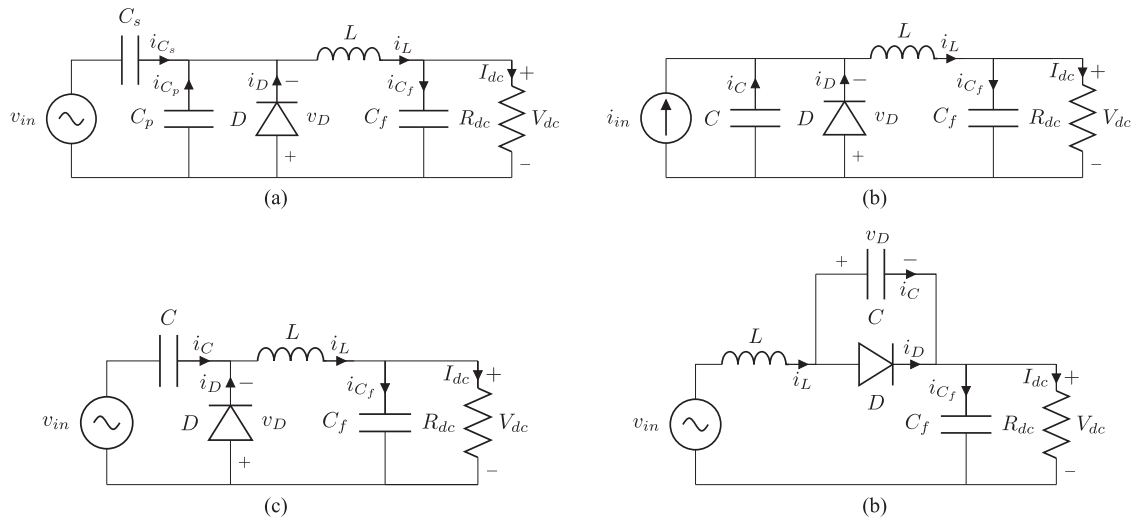 C_s
i_{C_s}
L
i_L
v_{in}
i_{C_p}
C_p
i_D
−
D
v_D
+
i_{C_f}
C_f
I_{dc}
+
R_{dc}
V_{dc}
−
(a)
L
i_L
i_{in}
i_C
C
i_D
−
D
v_D
+
i_{C_f}
C_f
I_{dc}
+
R_{dc}
V_{dc}
−
(b)
C
i_C
L
i_L
v_{in}
i_D
−
D
v_D
+
i_{C_f}
C_f
I_{dc}
+
R_{dc}
V_{dc}
−
(c)
v_D
+
−
i_C
C
L
i_L
i_D
D
v_{in}
i_{C_f}
C_f
I_{dc}
+
R_{dc}
V_{dc}
−
(b)